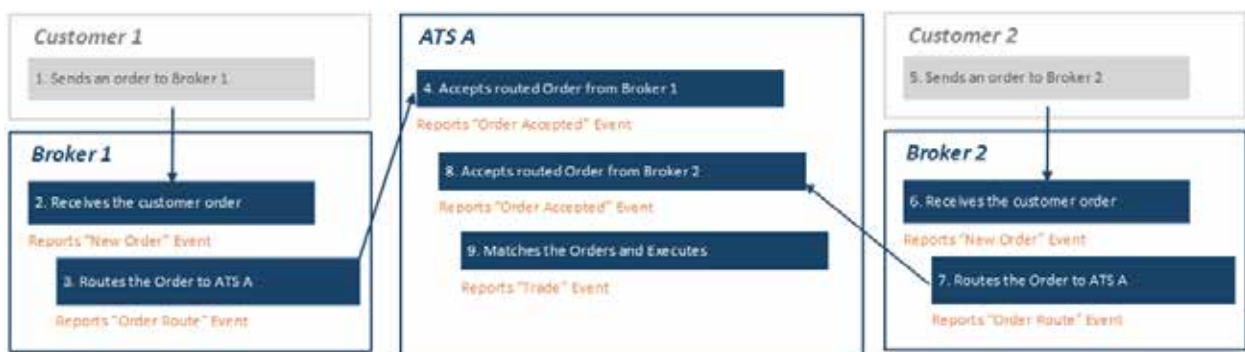 Customer 1
1. Sends an order to Broker 1
Broker 1
2. Receives the customer order
Reports "New Order" Event
3. Routes the Order to ATS A
Reports "Order Route" Event
ATS A
4. Accepts routed Order from Broker 1
Reports "Order Accepted" Event
8. Accepts routed Order from Broker 2
Reports "Order Accepted" Event
9. Matches the Orders and Executes
Reports "Trade" Event
Customer 2
5. Sends an order to Broker 2
Broker 2
6. Receives the customer order
Reports "New Order" Event
7. Routes the Order to ATS A
Reports "Order Route" Event